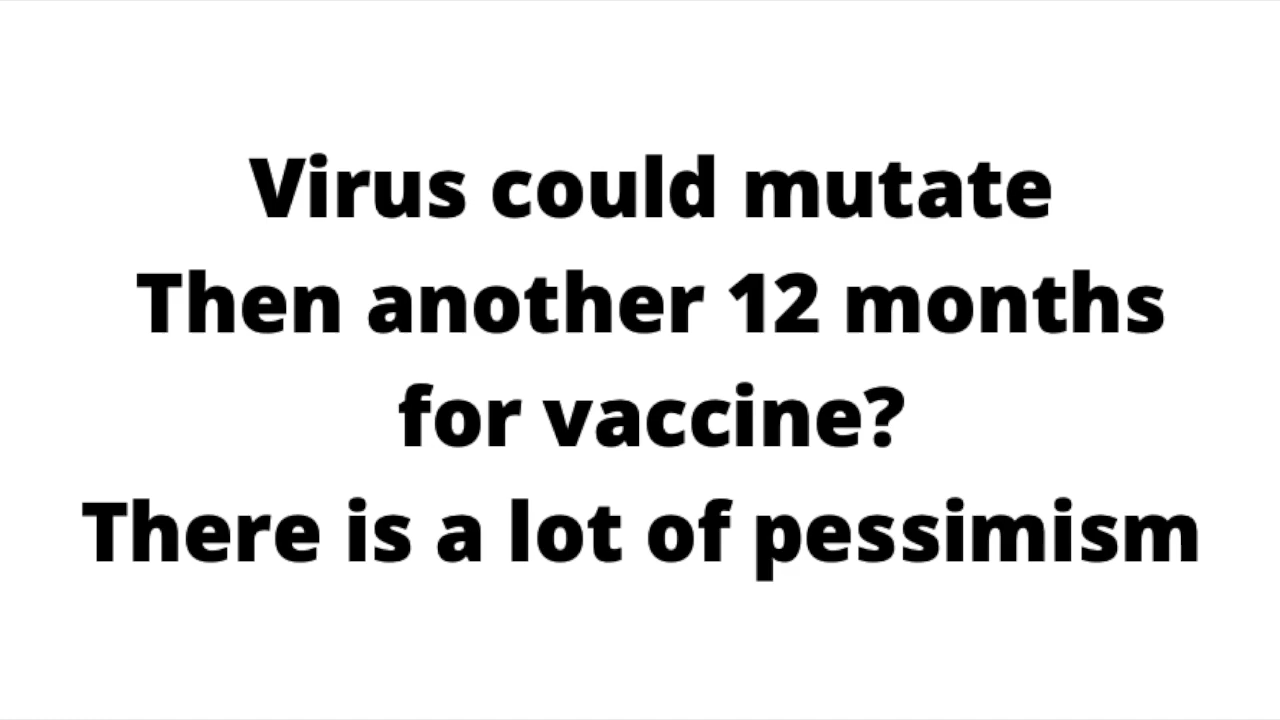 Virus could mutate
Then another 12 months
for vaccine?
There is a lot of pessimism